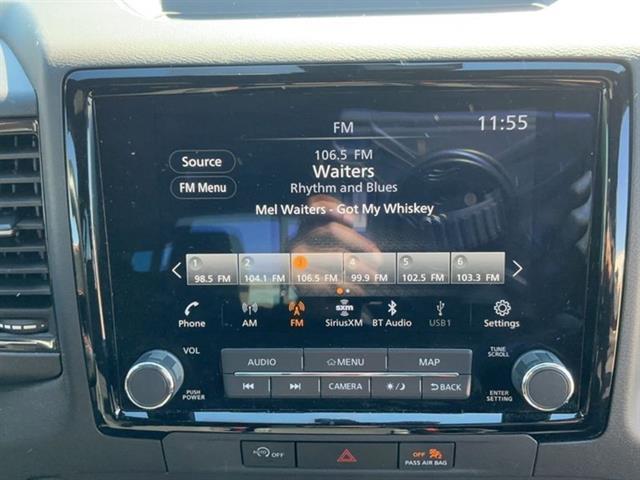 FM
11:55
Source
106.5 FM
Waiters
FM Menu
Rhythm and Blues
Mel Waiters - Got My Whiskey
1 2 3 4 5 6
98.5 FM 104.1 FM 106.5 FM 99.9 FM 102.5 FM 103.3 FM
Phone AM FM sxm SiriusXM BT Audio USB1 Settings
VOL
AUDIO MENU MAP
TUNE SCROLL
CAMERA BACK
PUSH POWER
ENTER SETTING
AUTO OFF
OFF
PASS AIR BAG